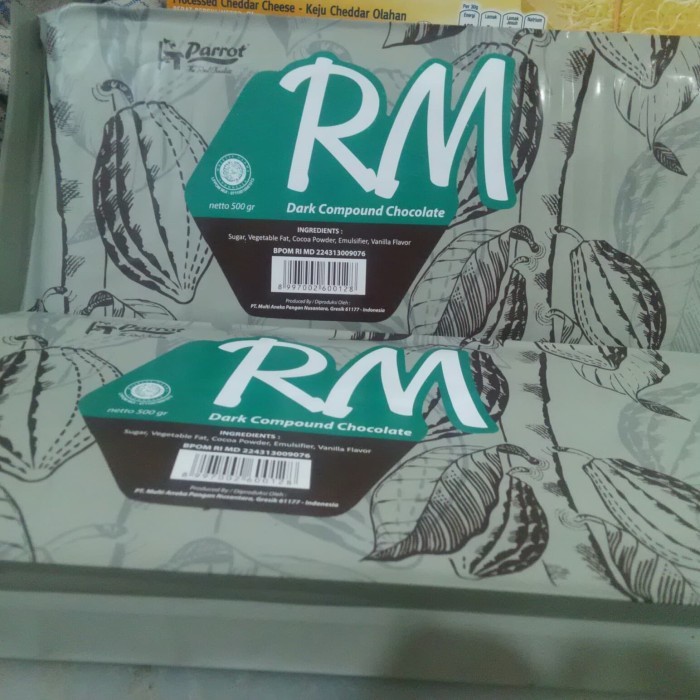 Processed Cheddar Cheese - Keju Cheddar Olahan
Parrot
RM
netto 500 gr
Dark Compound Chocolate
INGREDIENTS :
Sugar, Vegetable Fat, Cocoa Powder, Emulsifier, Vanilla Flavor
BPOM RI MD 224313009076
8 997002 600128
Produced By / Diproduksi Oleh :
PT. Multi Aneka Pangan Nusantara, Gresik 61177 - Indonesia
Parrot
RM
netto 500 gr
Dark Compound Chocolate
INGREDIENTS :
Sugar, Vegetable Fat, Cocoa Powder, Emulsifier, Vanilla Flavor
BPOM RI MD 224313009076
Produced By / Diproduksi Oleh :
PT. Multi Aneka Pangan Nusantara, Gresik 61177 - Indonesia